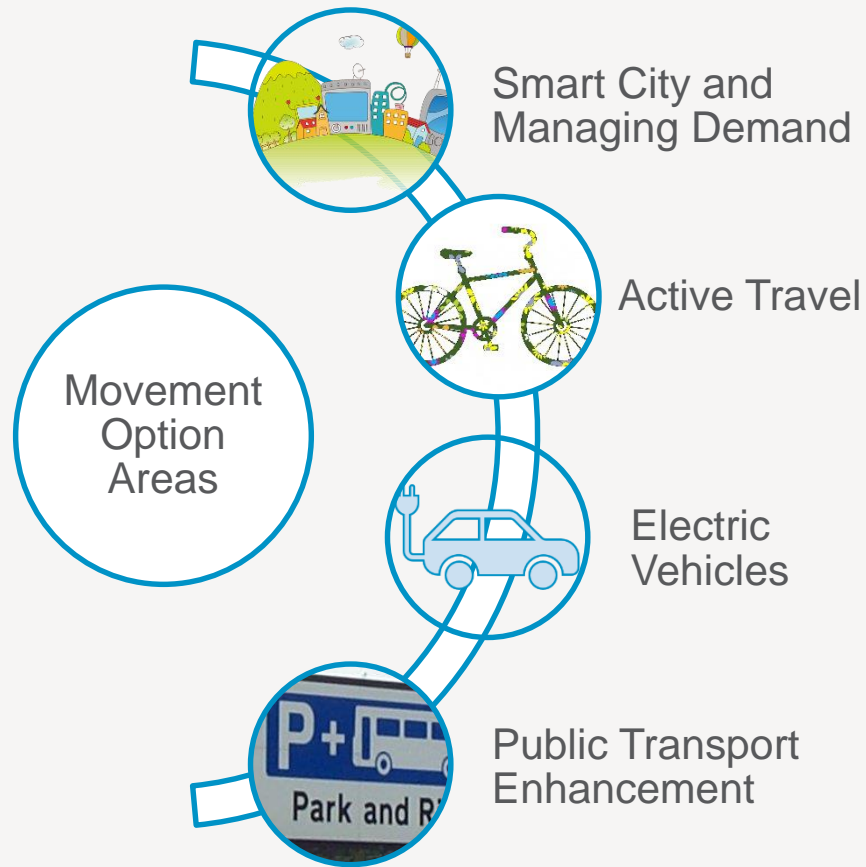 Smart City and
Managing Demand
Active Travel
Movement
Option
Areas
Electric
Vehicles
P+
Park and R
Public Transport
Enhancement